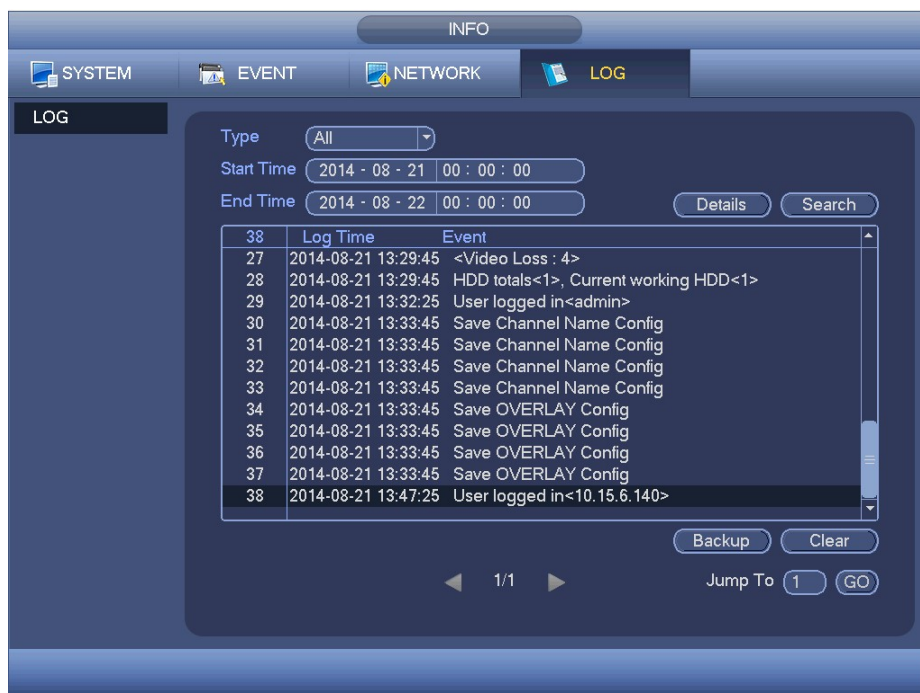 INFO
SYSTEM EVENT NETWORK LOG
LOG
Type All
Start Time 2014 - 08 - 21 00 : 00 : 00
End Time 2014 - 08 - 22 00 : 00 : 00
Details Search
38 Log Time Event
27 2014-08-21 13:29:45 <Video Loss : 4>
28 2014-08-21 13:29:45 HDD totals<1>, Current working HDD<1>
29 2014-08-21 13:32:25 User logged in<admin>
30 2014-08-21 13:33:45 Save Channel Name Config
31 2014-08-21 13:33:45 Save Channel Name Config
32 2014-08-21 13:33:45 Save Channel Name Config
33 2014-08-21 13:33:45 Save Channel Name Config
34 2014-08-21 13:33:45 Save OVERLAY Config
35 2014-08-21 13:33:45 Save OVERLAY Config
36 2014-08-21 13:33:45 Save OVERLAY Config
37 2014-08-21 13:33:45 Save OVERLAY Config
38 2014-08-21 13:47:25 User logged in<10.15.6.140>
Backup Clear
1/1 Jump To 1 GO